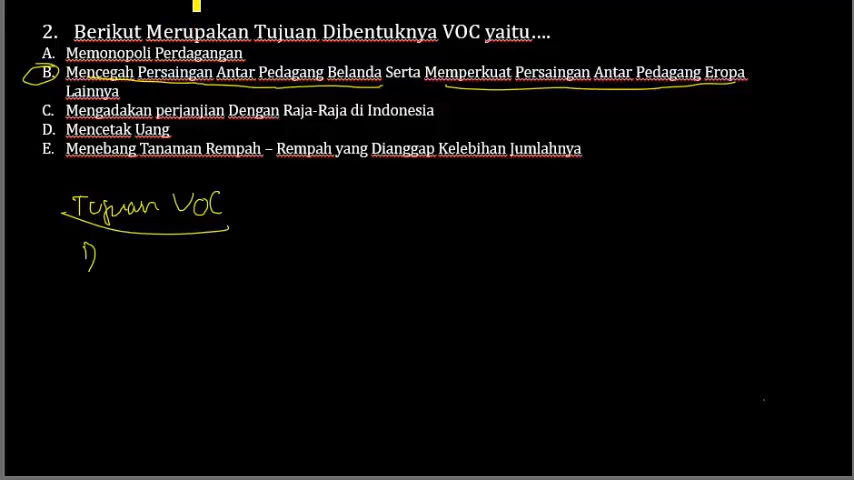 2. Berikut Merupakan Tujuan Dibentuknya VOC yaitu....
A. Memonopoli Perdagangan
B. Mencegah Persaingan Antar Pedagang Belanda Serta Memperkuat Persaingan Antar Pedagang Eropa
Lainnya
C. Mengadakan perjanjian Dengan Raja-Raja di Indonesia
D. Mencetak Uang
E. Menebang Tanaman Rempah – Rempah yang Dianggap Kelebihan Jumlahnya
Tujuan VOC